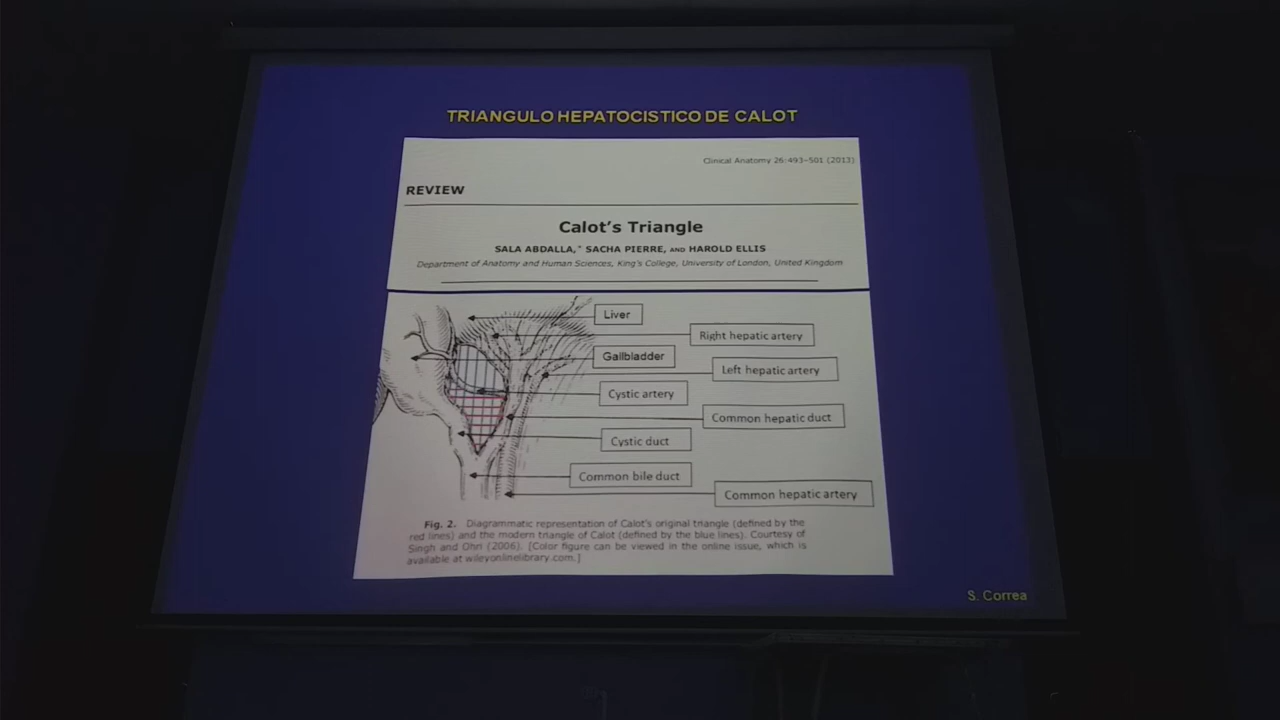 TRIANGULO HEPATOCISTICO DE CALOT
Clinical Anatomy 26:493–501 (2013)
REVIEW
Calot's Triangle
SALA ABDALLA,* SACHA PIERRE, AND HAROLD ELLIS
Department of Anatomy and Human Sciences, King's College, University of London, United Kingdom
Liver
Right hepatic artery
Gallbladder
Left hepatic artery
Cystic artery
Common hepatic duct
Cystic duct
Common bile duct
Common hepatic artery
Fig. 2. Diagrammatic representation of Calot's original triangle (defined by the
red lines) and the modern triangle of Calot (defined by the blue lines). Courtesy of
Singh and Ohri (2006). [Color figure can be viewed in the online issue, which is
available at wileyonlinelibrary.com.]
S. Correa